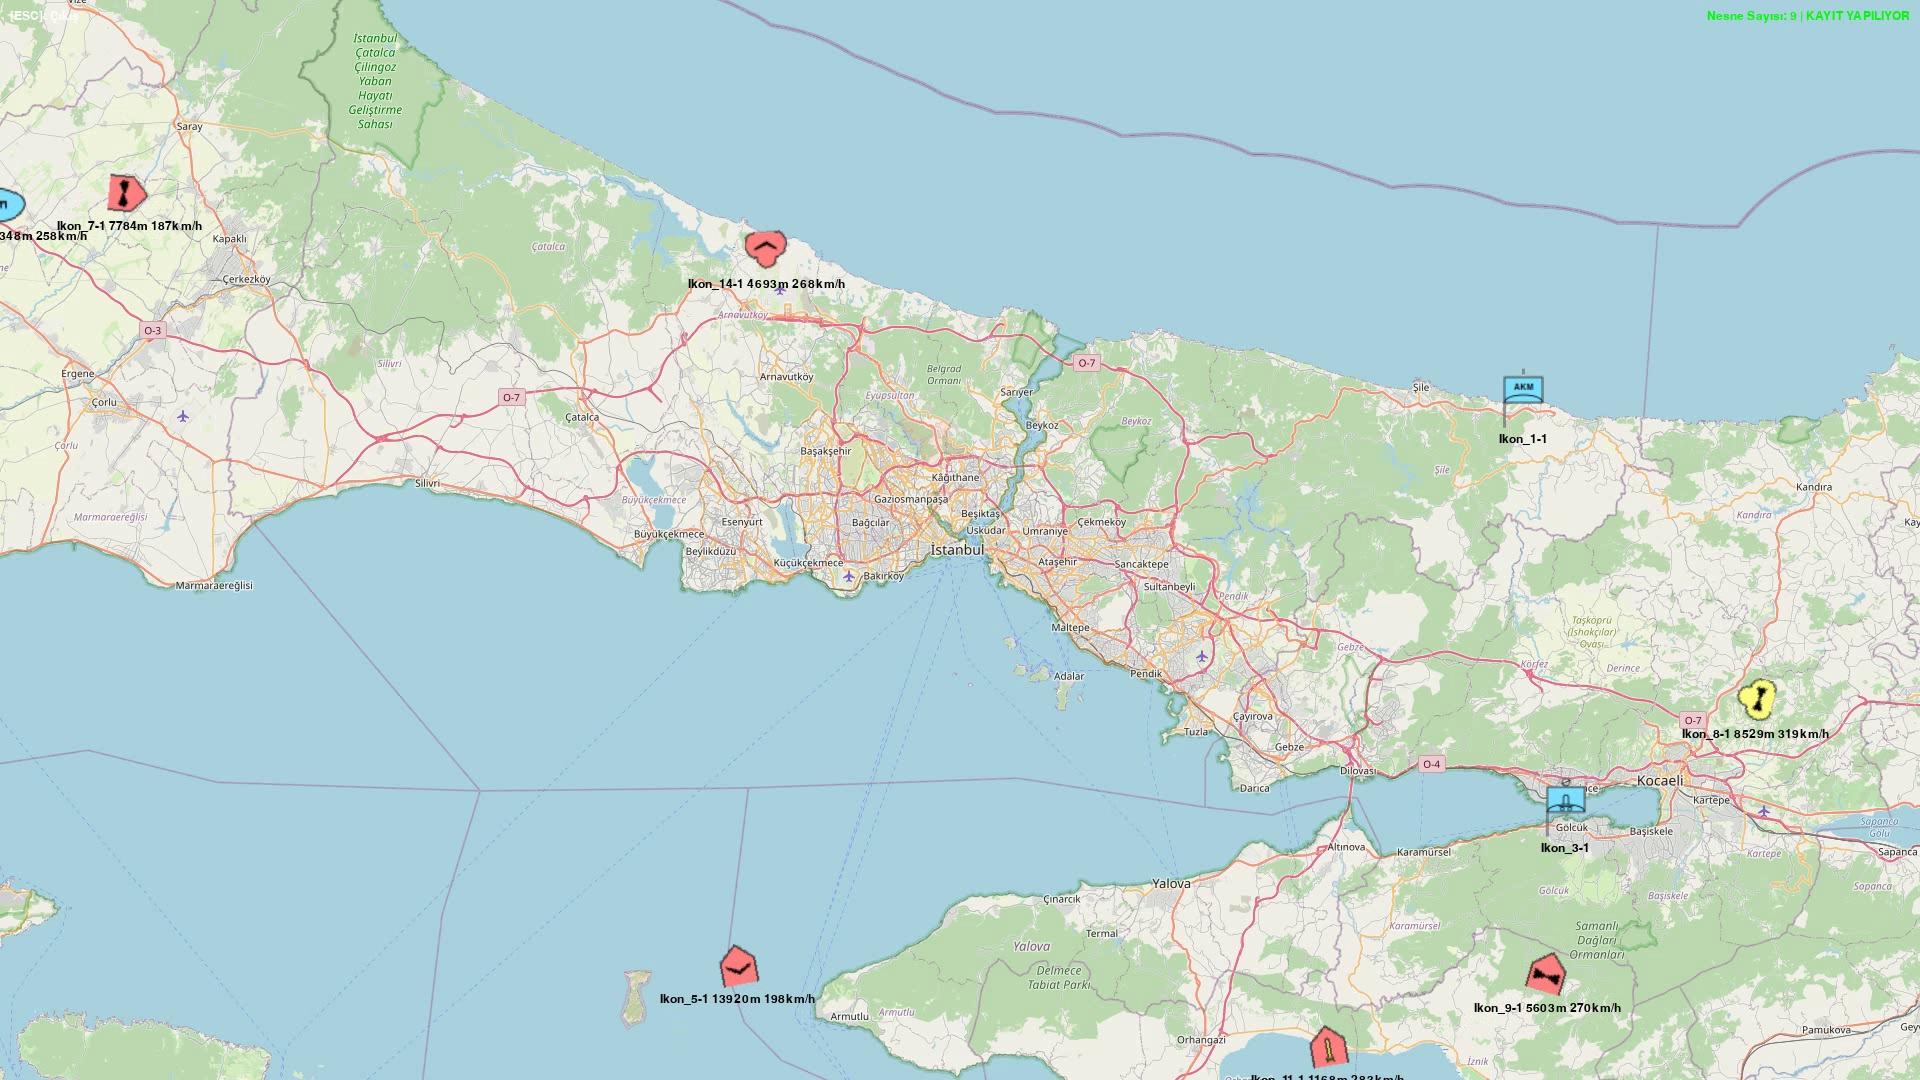 [ESC]- Çıkış
Nesne Sayısı: 9 | KAYIT YAPILIYOR
Vize
İstanbul
Çatalca
Çilingoz
Yaban
Hayatı
Geliştirme
Sahası
Saray
Ikon_7-1 7784m 187km/h
348m 258km/h
Kapaklı
Çatalca
Çerkezköy
Ikon_14-1 4693m 268km/h
Arnavutköy
O-3
Silivri
O-7
Ergene
Arnavutköy
Belgrad
Ormanı
Eyüpsultan
Sarıyer
Şile
AKM
O-7
Çorlu
Çatalca
Beykoz
Beykoz
Ikon_1-1
Çorlu
Başakşehir
Şile
Kâğıthane
Silivri
Kandıra
Gaziosmanpaşa
Büyükçekmece
Marmaraereğlisi
Beşiktaş
Kandıra
Esenyurt
Bağcılar
Çekmeköy
Kay
Büyükçekmece
Üsküdar
Ümraniye
Beylikdüzü
İstanbul
Küçükçekmece
Ataşehir
Sancaktepe
Bakırköy
Marmaraereğlisi
Sultanbeyli
Pendik
Taşköprü
(İshakçılar)
Ovası
Maltepe
Gebze
Körfez
Derince
Adalar
Pendik
Çayırova
O-7
Tuzla
Ikon_8-1 8529m 319km/h
Gebze
O-4
Dilovası
Kocaeli
Darıca
nce
Kartepe
Gölcük
Başiskele
Sapanca
Gölü
Altınova
Ikon_3-1
Karamürsel
Kartepe
Sapanca
Yalova
Gölcük
Başiskele
Sapanca
Çınarcık
Termal
Karamürsel
Samanlı
Dağları
Ormanları
Yalova
Delmece
Tabiat Parkı
Ikon_5-1 13920m 198km/h
Ikon_9-1 5603m 270km/h
Armutlu
Armutlu
Orhangazi
Pamukova
Geyv
İznik
Ikon_11-1 1168m 283km/h